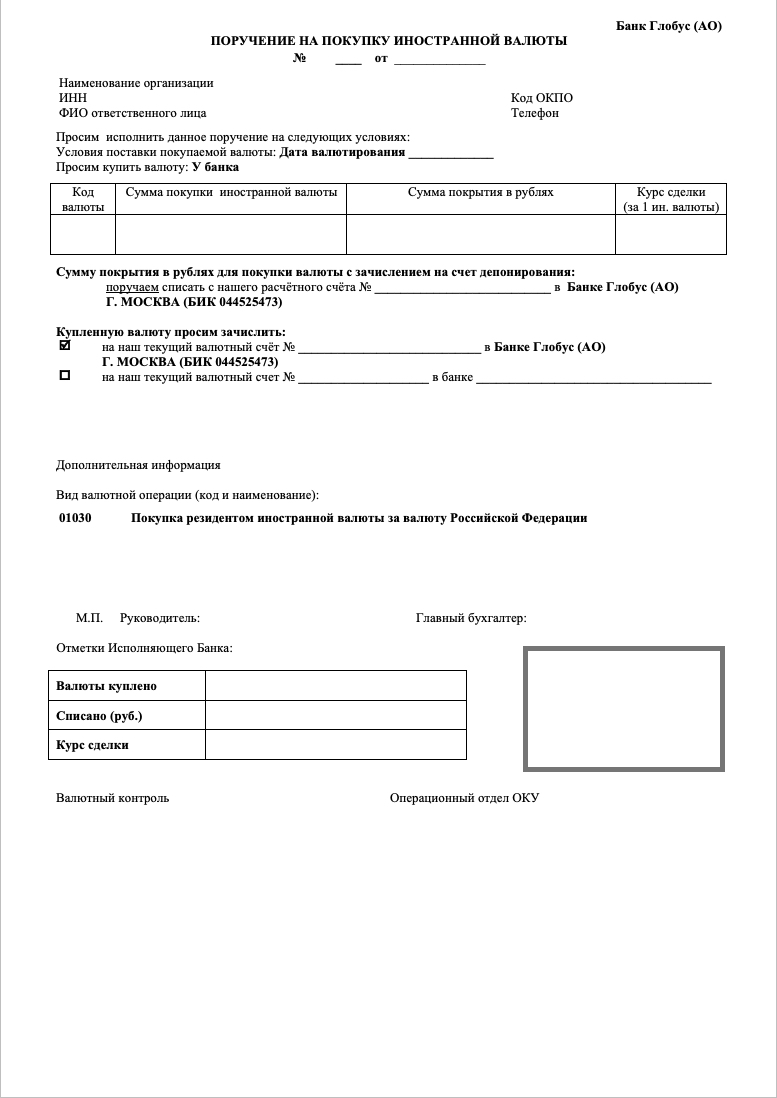 Банк Глобус (АО)
ПОРУЧЕНИЕ НА ПОКУПКУ ИНОСТРАННОЙ ВАЛЮТЫ
№ ____ от ______________
Наименование организации
ИНН Код ОКПО
ФИО ответственного лица Телефон
Просим исполнить данное поручение на следующих условиях:
Условия поставки покупаемой валюты: Дата валютирования _____________
Просим купить валюту: У банка
Код валюты Сумма покупки иностранной валюты Сумма покрытия в рублях Курс сделки (за 1 ин. валюты)
Сумму покрытия в рублях для покупки валюты с зачислением на счет депонирования:
поручаем списать с нашего расчётного счёта № ___________________________ в Банке Глобус (АО)
Г. МОСКВА (БИК 044525473)
Купленную валюту просим зачислить:
на наш текущий валютный счёт № ____________________________ в Банке Глобус (АО)
Г. МОСКВА (БИК 044525473)
на наш текущий валютный счет № ____________________ в банке ____________________________________
Дополнительная информация
Вид валютной операции (код и наименование):
01030 Покупка резидентом иностранной валюты за валюту Российской Федерации
М.П. Руководитель: Главный бухгалтер:
Отметки Исполняющего Банка:
Валюты куплено
Списано (руб.)
Курс сделки
Валютный контроль Операционный отдел ОКУ